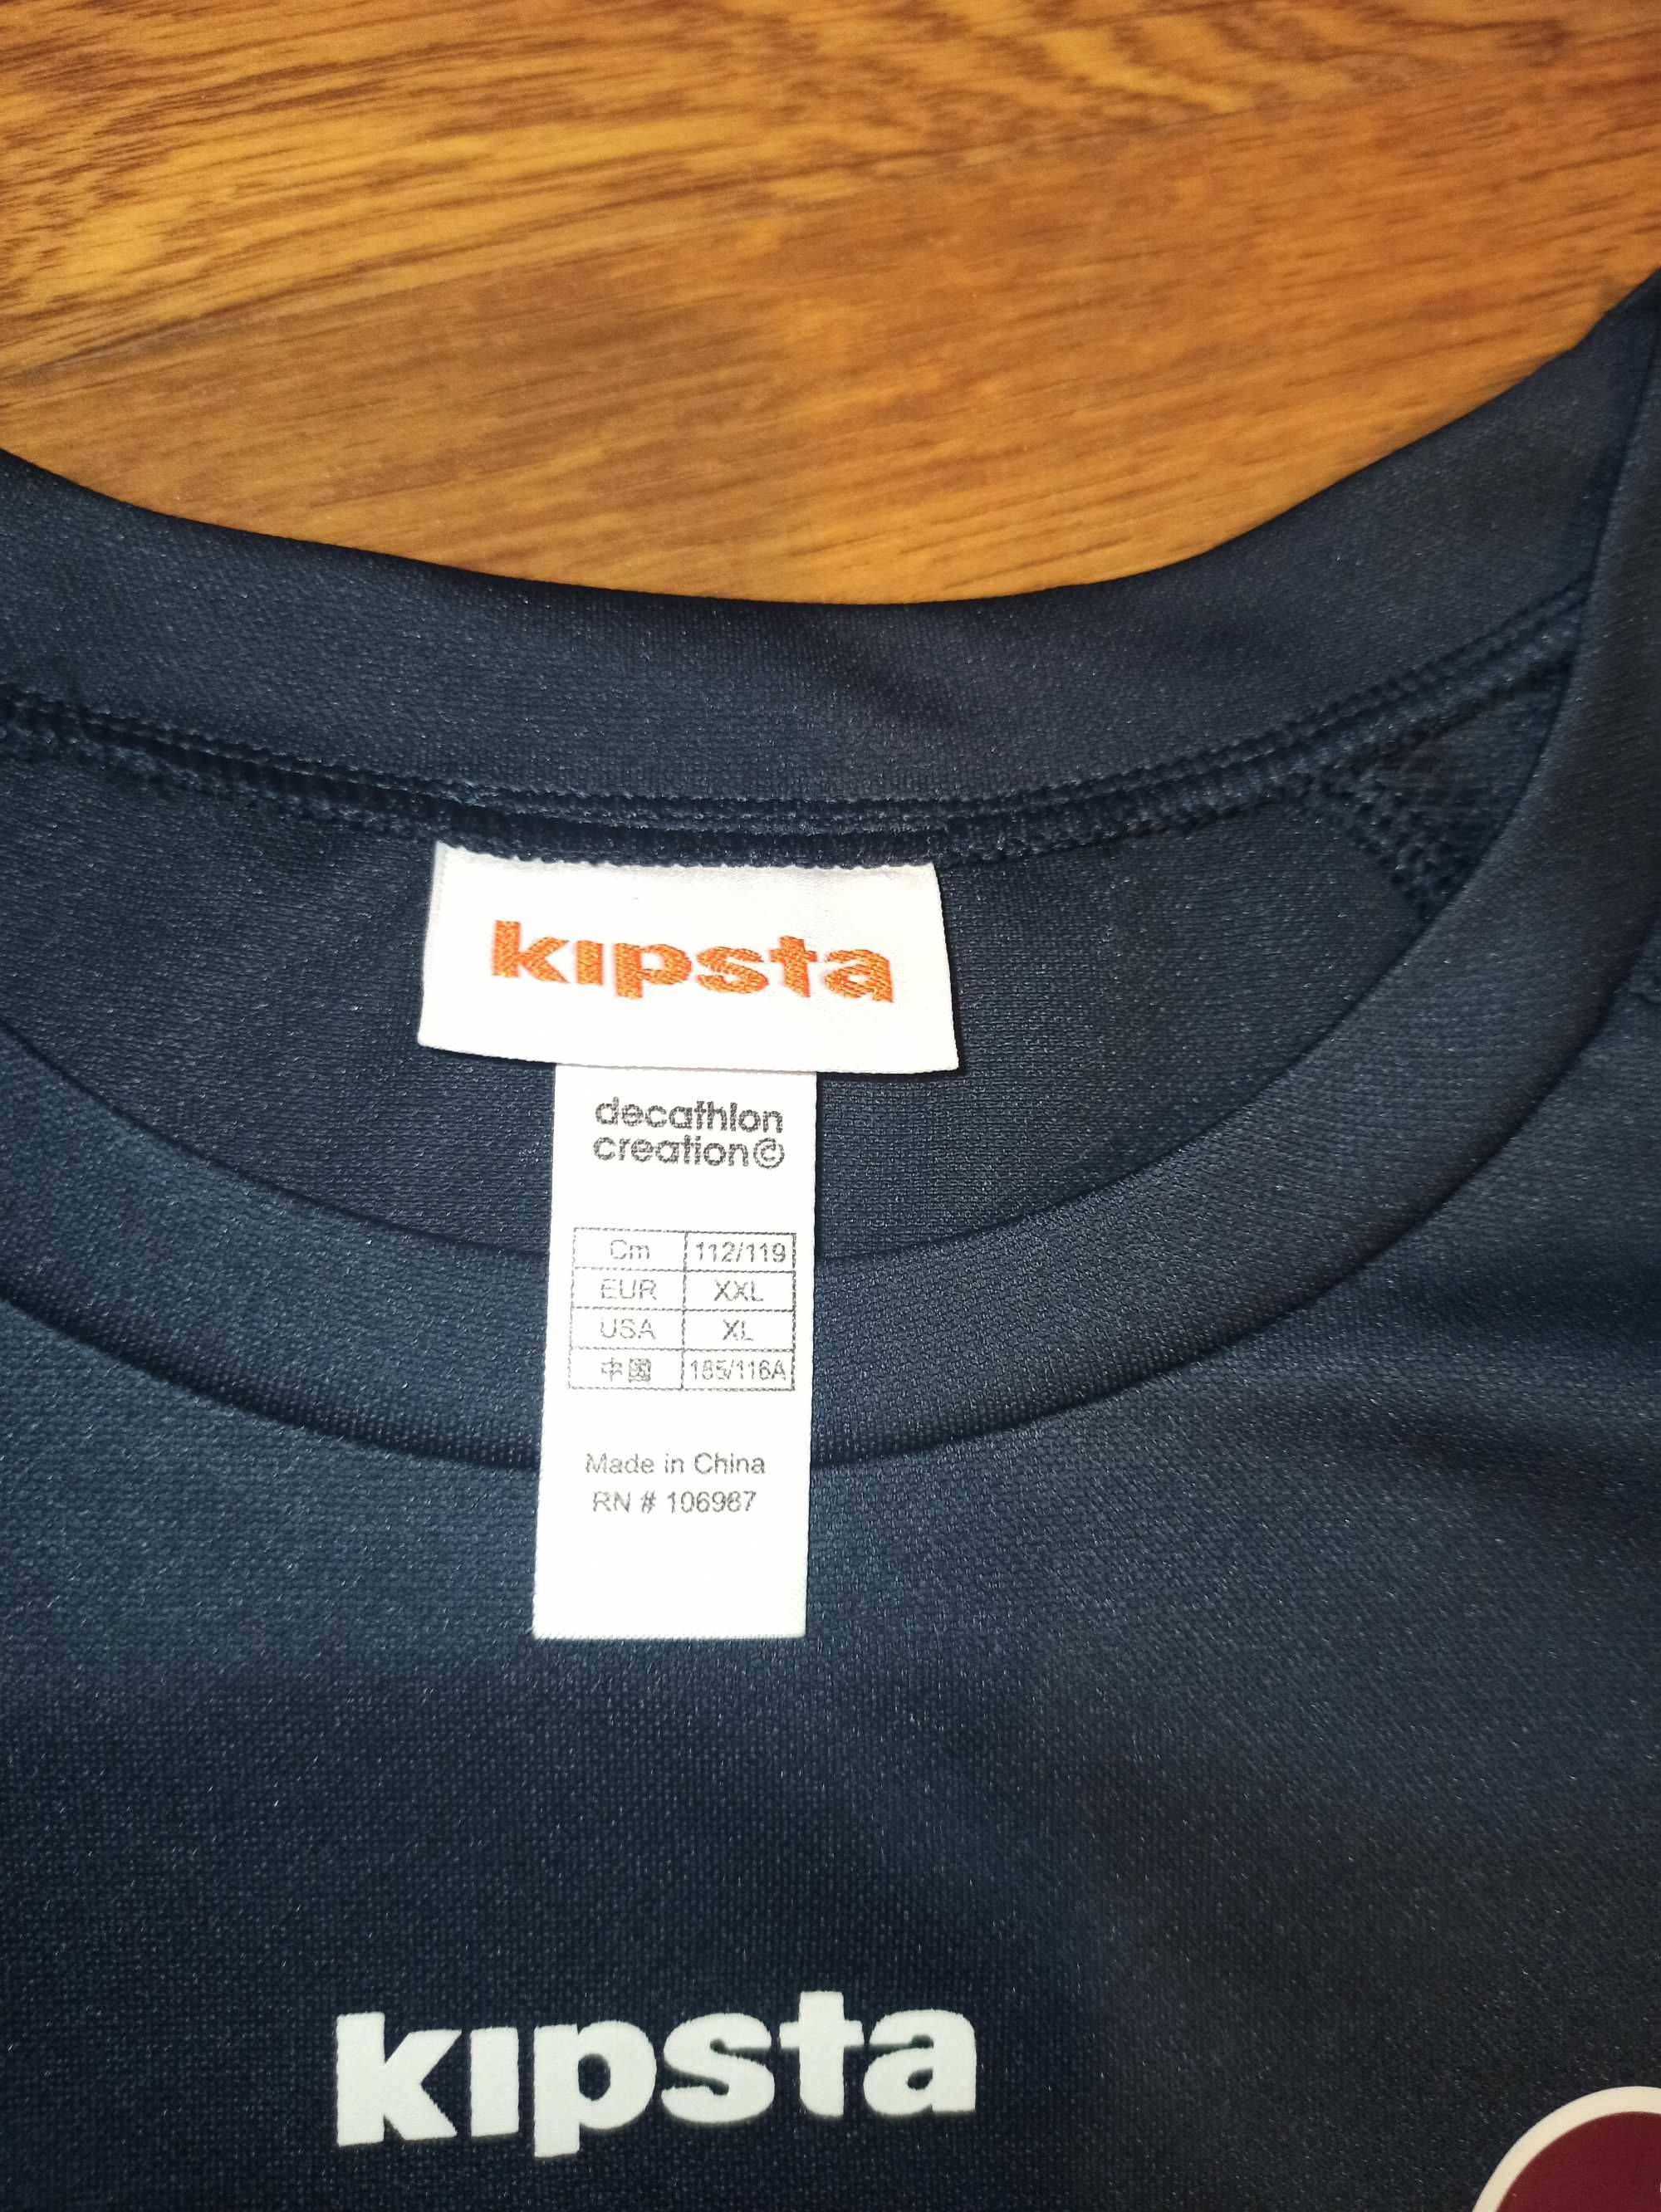 kipsta
decathlon
creation©
Cm 112/119
EUR XXL
USA XL
中國 185/116A
Made in China
RN # 106987
kipsta